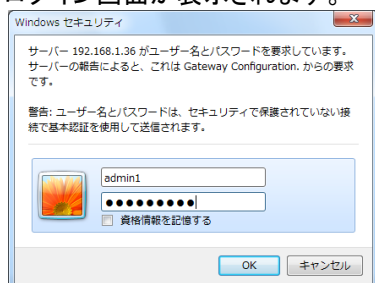 ログイン画面が表示されます。
Windows セキュリティ
サーバー 192.168.1.36 がユーザー名とパスワードを要求しています。
サーバーの報告によると、これは Gateway Configuration. からの要求
です。
警告: ユーザー名とパスワードは、セキュリティで保護されていない接
続で基本認証を使用して送信されます。
admin1
●●●●●●●●●
資格情報を記憶する
OK キャンセル